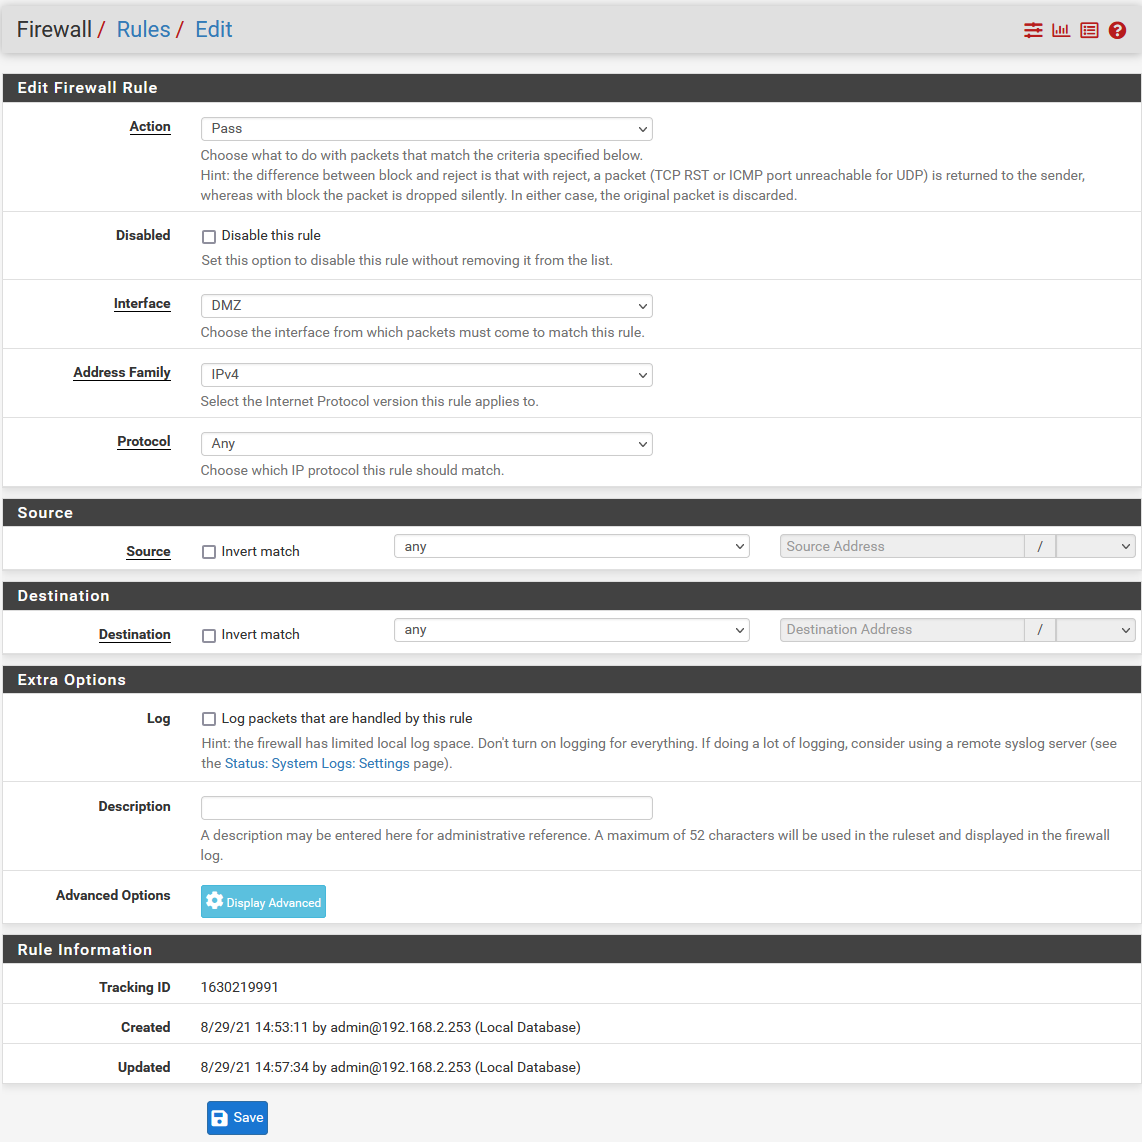 Firewall / Rules / Edit
Edit Firewall Rule
Action
Pass
Choose what to do with packets that match the criteria specified below.
Hint: the difference between block and reject is that with reject, a packet (TCP RST or ICMP port unreachable for UDP) is returned to the sender,
whereas with block the packet is dropped silently. In either case, the original packet is discarded.
Disabled
Disable this rule
Set this option to disable this rule without removing it from the list.
Interface
DMZ
Choose the interface from which packets must come to match this rule.
Address Family
IPv4
Select the Internet Protocol version this rule applies to.
Protocol
Any
Choose which IP protocol this rule should match.
Source
Source Invert match any Source Address /
Destination
Destination Invert match any Destination Address /
Extra Options
Log
Log packets that are handled by this rule
Hint: the firewall has limited local log space. Don't turn on logging for everything. If doing a lot of logging, consider using a remote syslog server (see
the Status: System Logs: Settings page).
Description
A description may be entered here for administrative reference. A maximum of 52 characters will be used in the ruleset and displayed in the firewall
log.
Advanced Options
Display Advanced
Rule Information
Tracking ID 1630219991
Created 8/29/21 14:53:11 by admin@192.168.2.253 (Local Database)
Updated 8/29/21 14:57:34 by admin@192.168.2.253 (Local Database)
Save